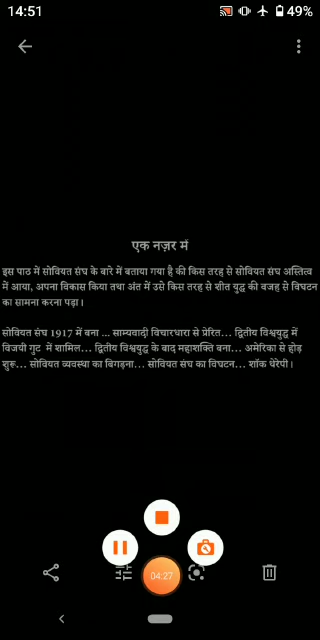 14:51
49%
एक नज़र में
इस पाठ में सोवियत संघ के बारे में बताया गया है की किस तरह से सोवियत संघ अस्तित्व
में आया, अपना विकास किया तथा अंत में उसे किस तरह से शीत युद्ध की वजह से विघटन
का सामना करना पड़ा।
सोवियत संघ 1917 में बना ... साम्यवादी विचारधारा से प्रेरित... द्वितीय विश्वयुद्ध में
विजयी गुट में शामिल... द्वितीय विश्वयुद्ध के बाद महाशक्ति बना... अमेरिका से होड़
शुरू... सोवियत व्यवस्था का बिगड़ना... सोवियत संघ का विघटन... शॉक थेरेपी।
04:27